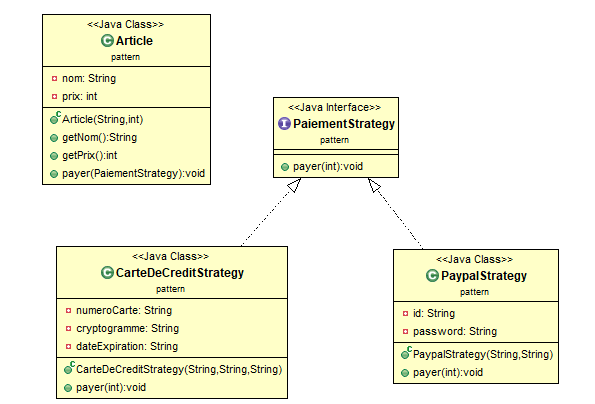 <<Java Class>>
Article
pattern
nom: String
prix: int
Article(String,int)
getNom():String
getPrix():int
payer(PaiementStrategy):void
<<Java Interface>>
PaiementStrategy
pattern
payer(int):void
<<Java Class>>
CarteDeCreditStrategy
pattern
numeroCarte: String
cryptogramme: String
dateExpiration: String
CarteDeCreditStrategy(String,String,String)
payer(int):void
<<Java Class>>
PaypalStrategy
pattern
id: String
password: String
PaypalStrategy(String,String)
payer(int):void